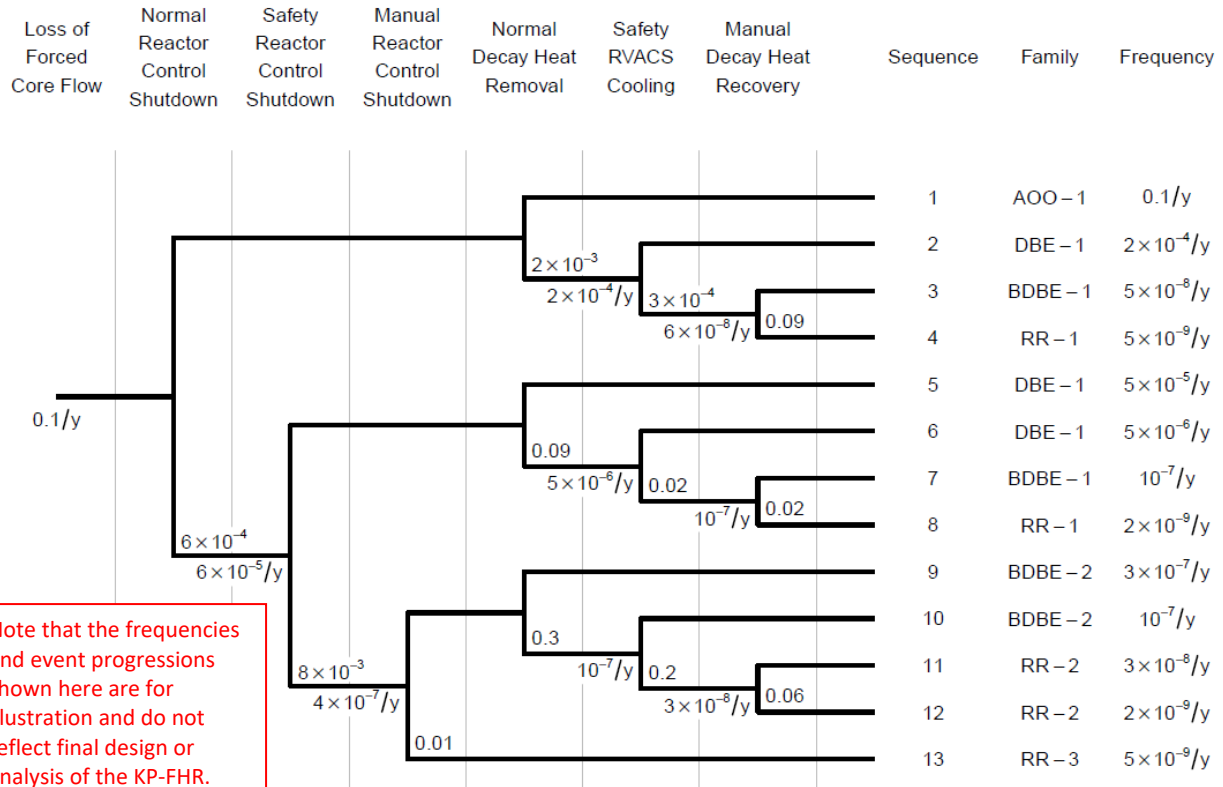 Loss of
Forced
Core Flow
Normal
Reactor
Control
Shutdown
Safety
Reactor
Control
Shutdown
Manual
Reactor
Control
Shutdown
Normal
Decay Heat
Removal
Safety
RVACS
Cooling
Manual
Decay Heat
Recovery
Sequence
Family
Frequency
1 AOO – 1 0.1/y
2×10⁻³
2×10⁻⁴/y
2 DBE – 1 2×10⁻⁴/y
3×10⁻⁴
6×10⁻⁸/y
3 BDBE – 1 5×10⁻⁸/y
0.09
4 RR – 1 5×10⁻⁹/y
0.1/y
5 DBE – 1 5×10⁻⁵/y
0.09
5×10⁻⁶/y
6 DBE – 1 5×10⁻⁶/y
0.02
10⁻⁷/y
7 BDBE – 1 10⁻⁷/y
0.02
8 RR – 1 2×10⁻⁹/y
6×10⁻⁴
6×10⁻⁵/y
9 BDBE – 2 3×10⁻⁷/y
0.3
10⁻⁷/y
10 BDBE – 2 10⁻⁷/y
8×10⁻³
4×10⁻⁷/y
0.2
3×10⁻⁸/y
11 RR – 2 3×10⁻⁸/y
0.06
12 RR – 2 2×10⁻⁹/y
0.01
13 RR – 3 5×10⁻⁹/y
ote that the frequencies
nd event progressions
hown here are for
lustration and do not
eflect final design or
nalysis of the KP-FHR.